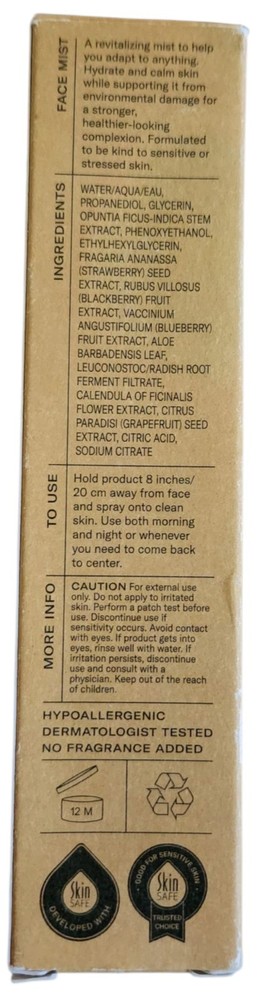 FACE MIST
A revitalizing mist to help
you adapt to anything.
Hydrate and calm skin
while supporting it from
environmental damage for
a stronger,
healthier-looking
complexion. Formulated
to be kind to sensitive or
stressed skin.
INGREDIENTS
WATER/AQUA/EAU,
PROPANEDIOL, GLYCERIN,
OPUNTIA FICUS-INDICA STEM
EXTRACT, PHENOXYETHANOL,
ETHYLHEXYLGLYCERIN,
FRAGARIA ANANASSA
(STRAWBERRY) SEED
EXTRACT, RUBUS VILLOSUS
(BLACKBERRY) FRUIT
EXTRACT, VACCINIUM
ANGUSTIFOLIUM (BLUEBERRY)
FRUIT EXTRACT, ALOE
BARBADENSIS LEAF,
LEUCONOSTOC/RADISH ROOT
FERMENT FILTRATE,
CALENDULA OF FICINALIS
FLOWER EXTRACT, CITRUS
PARADISI (GRAPEFRUIT) SEED
EXTRACT, CITRIC ACID,
SODIUM CITRATE
TO USE
Hold product 8 inches/
20 cm away from face
and spray onto clean
skin. Use both morning
and night or whenever
you need to come back
to center.
MORE INFO
CAUTION For external use
only. Do not apply to irritated
skin. Perform a patch test before
use. Discontinue use if
sensitivity occurs. Avoid contact
with eyes. If product gets into
eyes, rinse well with water. If
irritation persists, discontinue
use and consult with a
physician. Keep out of the reach
of children.
HYPOALLERGENIC
DERMATOLOGIST TESTED
NO FRAGRANCE ADDED
12 M
Skin
SAFE
DEVELOPED WITH
GOOD FOR SENSITIVE SKIN
Skin
SAFE
TRUSTED
CHOICE